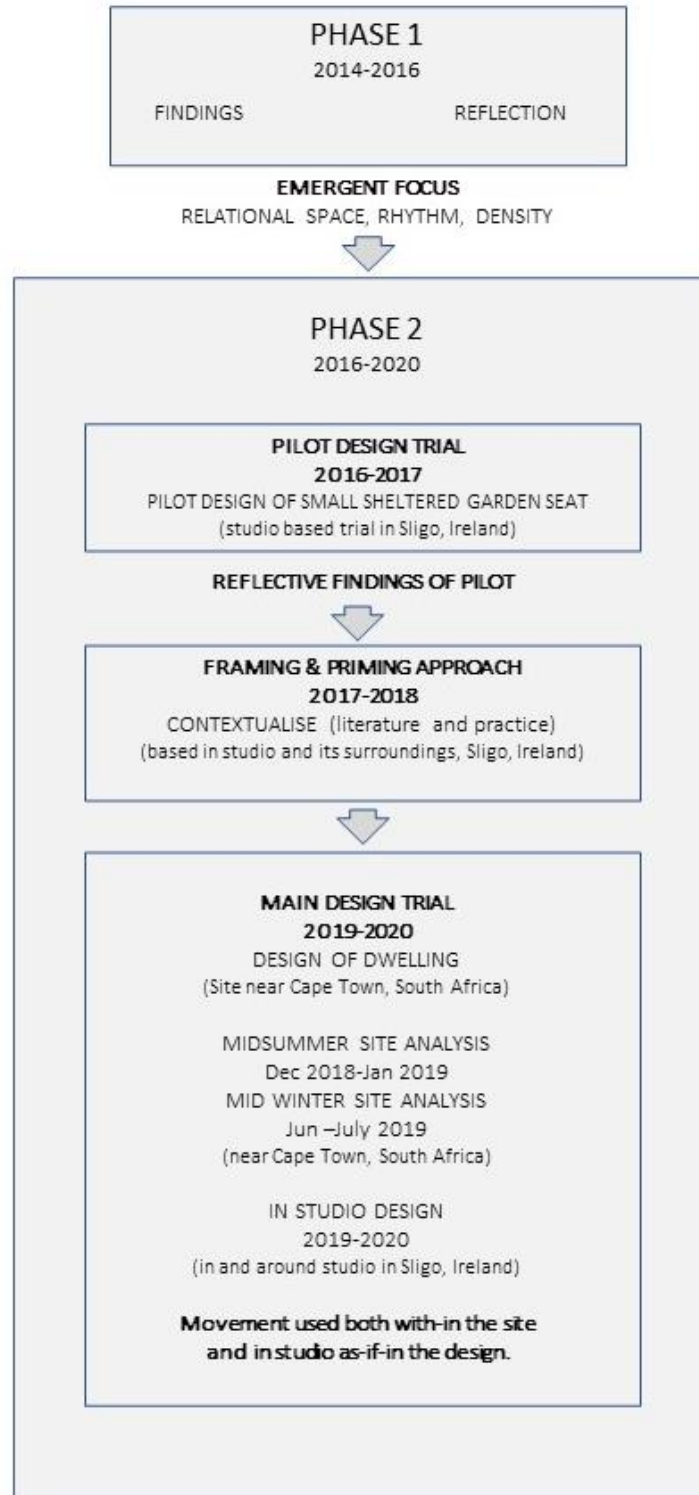 PHASE 1
2014-2016
FINDINGS REFLECTION
EMERGENT FOCUS
RELATIONAL SPACE, RHYTHM, DENSITY
PHASE 2
2016-2020
PILOT DESIGN TRIAL
2016-2017
PILOT DESIGN OF SMALL SHELTERED GARDEN SEAT
(studio based trial in Sligo, Ireland)
REFLECTIVE FINDINGS OF PILOT
FRAMING & PRIMING APPROACH
2017-2018
CONTEXTUALISE (literature and practice)
(based in studio and its surroundings, Sligo, Ireland)
MAIN DESIGN TRIAL
2019-2020
DESIGN OF DWELLING
(Site near Cape Town, South Africa)
MIDSUMMER SITE ANALYSIS
Dec 2018-Jan 2019
MID WINTER SITE ANALYSIS
Jun –July 2019
(near Cape Town, South Africa)
IN STUDIO DESIGN
2019-2020
(in and around studio in Sligo, Ireland)
Movement used both with-in the site
and in studio as-if-in the design.